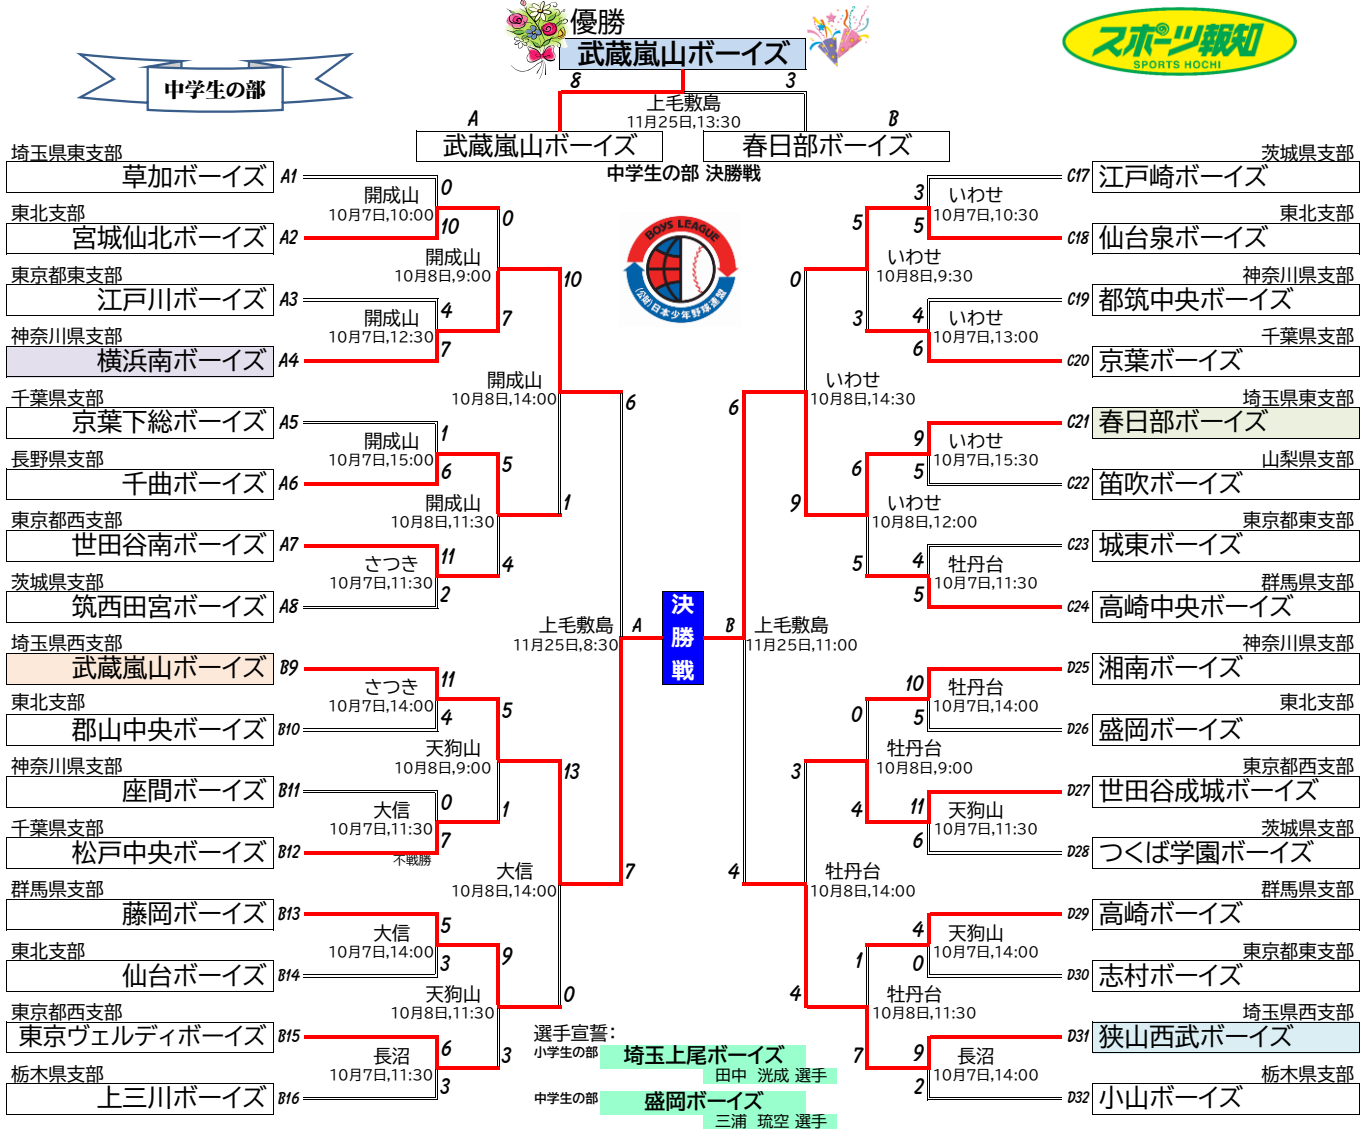 優勝
武蔵嵐山ボーイズ
8
3
上毛敷島
11月25日,13:30
A
B
武蔵嵐山ボーイズ
春日部ボーイズ
中学生の部 決勝戦
中学生の部
スポーツ報知
SPORTS HOCHI
BOYS LEAGUE
(公財)日本少年野球連盟
埼玉県東支部
草加ボーイズ A1
東北支部
宮城仙北ボーイズ A2
東京都東支部
江戸川ボーイズ A3
神奈川県支部
横浜南ボーイズ A4
千葉県支部
京葉下総ボーイズ A5
長野県支部
千曲ボーイズ A6
東京都西支部
世田谷南ボーイズ A7
茨城県支部
筑西田宮ボーイズ A8
埼玉県西支部
武蔵嵐山ボーイズ B9
東北支部
郡山中央ボーイズ B10
神奈川県支部
座間ボーイズ B11
千葉県支部
松戸中央ボーイズ B12
群馬県支部
藤岡ボーイズ B13
東北支部
仙台ボーイズ B14
東京都西支部
東京ヴェルディボーイズ B15
栃木県支部
上三川ボーイズ B16
0
開成山
10月7日,10:00
10
4
開成山
10月7日,12:30
7
1
開成山
10月7日,15:00
6
11
さつき
10月7日,11:30
2
11
さつき
10月7日,14:00
4
0
大信
10月7日,11:30
7
不戦勝
5
大信
10月7日,14:00
3
6
長沼
10月7日,11:30
3
0
開成山
10月8日,9:00
7
5
開成山
10月8日,11:30
4
5
天狗山
10月8日,9:00
1
9
天狗山
10月8日,11:30
3
10
開成山
10月8日,14:00
1
13
大信
10月8日,14:00
0
6
上毛敷島
11月25日,8:30
7
A
決勝戦
B
6
上毛敷島
11月25日,11:00
4
0
いわせ
10月8日,14:30
9
3
牡丹台
10月8日,14:00
4
5
いわせ
10月8日,9:30
3
6
いわせ
10月8日,12:00
5
0
牡丹台
10月8日,9:00
4
1
牡丹台
10月8日,11:30
7
3
いわせ
10月7日,10:30
5
4
いわせ
10月7日,13:00
6
9
いわせ
10月7日,15:30
5
4
牡丹台
10月7日,11:30
5
10
牡丹台
10月7日,14:00
5
11
天狗山
10月7日,11:30
6
4
天狗山
10月7日,14:00
0
9
長沼
10月7日,14:00
2
茨城県支部
C17 江戸崎ボーイズ
東北支部
C18 仙台泉ボーイズ
神奈川県支部
C19 都筑中央ボーイズ
千葉県支部
C20 京葉ボーイズ
埼玉県東支部
C21 春日部ボーイズ
山梨県支部
C22 笛吹ボーイズ
東京都東支部
C23 城東ボーイズ
群馬県支部
C24 高崎中央ボーイズ
神奈川県支部
D25 湘南ボーイズ
東北支部
D26 盛岡ボーイズ
東京都西支部
D27 世田谷成城ボーイズ
茨城県支部
D28 つくば学園ボーイズ
群馬県支部
D29 高崎ボーイズ
東京都東支部
D30 志村ボーイズ
埼玉県西支部
D31 狭山西武ボーイズ
栃木県支部
D32 小山ボーイズ
選手宣誓：
小学生の部 埼玉上尾ボーイズ
田中 洸成 選手
中学生の部 盛岡ボーイズ
三浦 琉空 選手